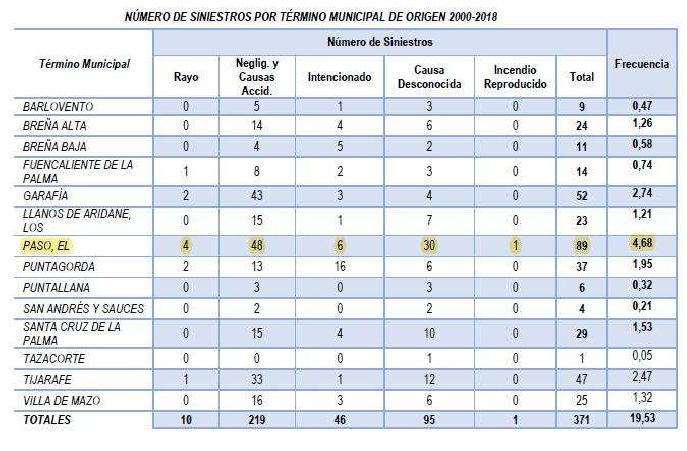 NÚMERO DE SINIESTROS POR TÉRMINO MUNICIPAL DE ORIGEN 2000-2018
Término Municipal Número de Siniestros Frecuencia
Rayo Neglig. y Causas Accid. Intencionado Causa Desconocida Incendio Reproducido Total
BARLOVENTO 0 5 1 3 0 9 0,47
BREÑA ALTA 0 14 4 6 0 24 1,26
BREÑA BAJA 0 4 5 2 0 11 0,58
FUENCALIENTE DE LA PALMA 1 8 2 3 0 14 0,74
GARAFÍA 2 43 3 4 0 52 2,74
LLANOS DE ARIDANE, LOS 0 15 1 7 0 23 1,21
PASO, EL 4 48 6 30 1 89 4,68
PUNTAGORDA 2 13 16 6 0 37 1,95
PUNTALLANA 0 3 0 3 0 6 0,32
SAN ANDRÉS Y SAUCES 0 2 0 2 0 4 0,21
SANTA CRUZ DE LA PALMA 0 15 4 10 0 29 1,53
TAZACORTE 0 0 0 1 0 1 0,05
TIJARAFE 1 33 1 12 0 47 2,47
VILLA DE MAZO 0 16 3 6 0 25 1,32
TOTALES 10 219 46 95 1 371 19,53